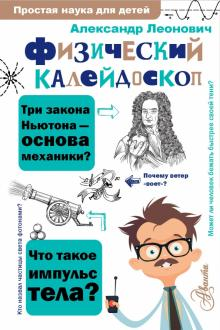 Простая наука для детей
Александр Леонович
Физический
калейдоскоп
Три закона
Ньютона —
основа
механики?
Почему ветер
«воет»?
Что такое
импульс
тела?
Кто назвал частицы света фотонами?
Может ли человек бежать быстрее своей тени?
Аванта